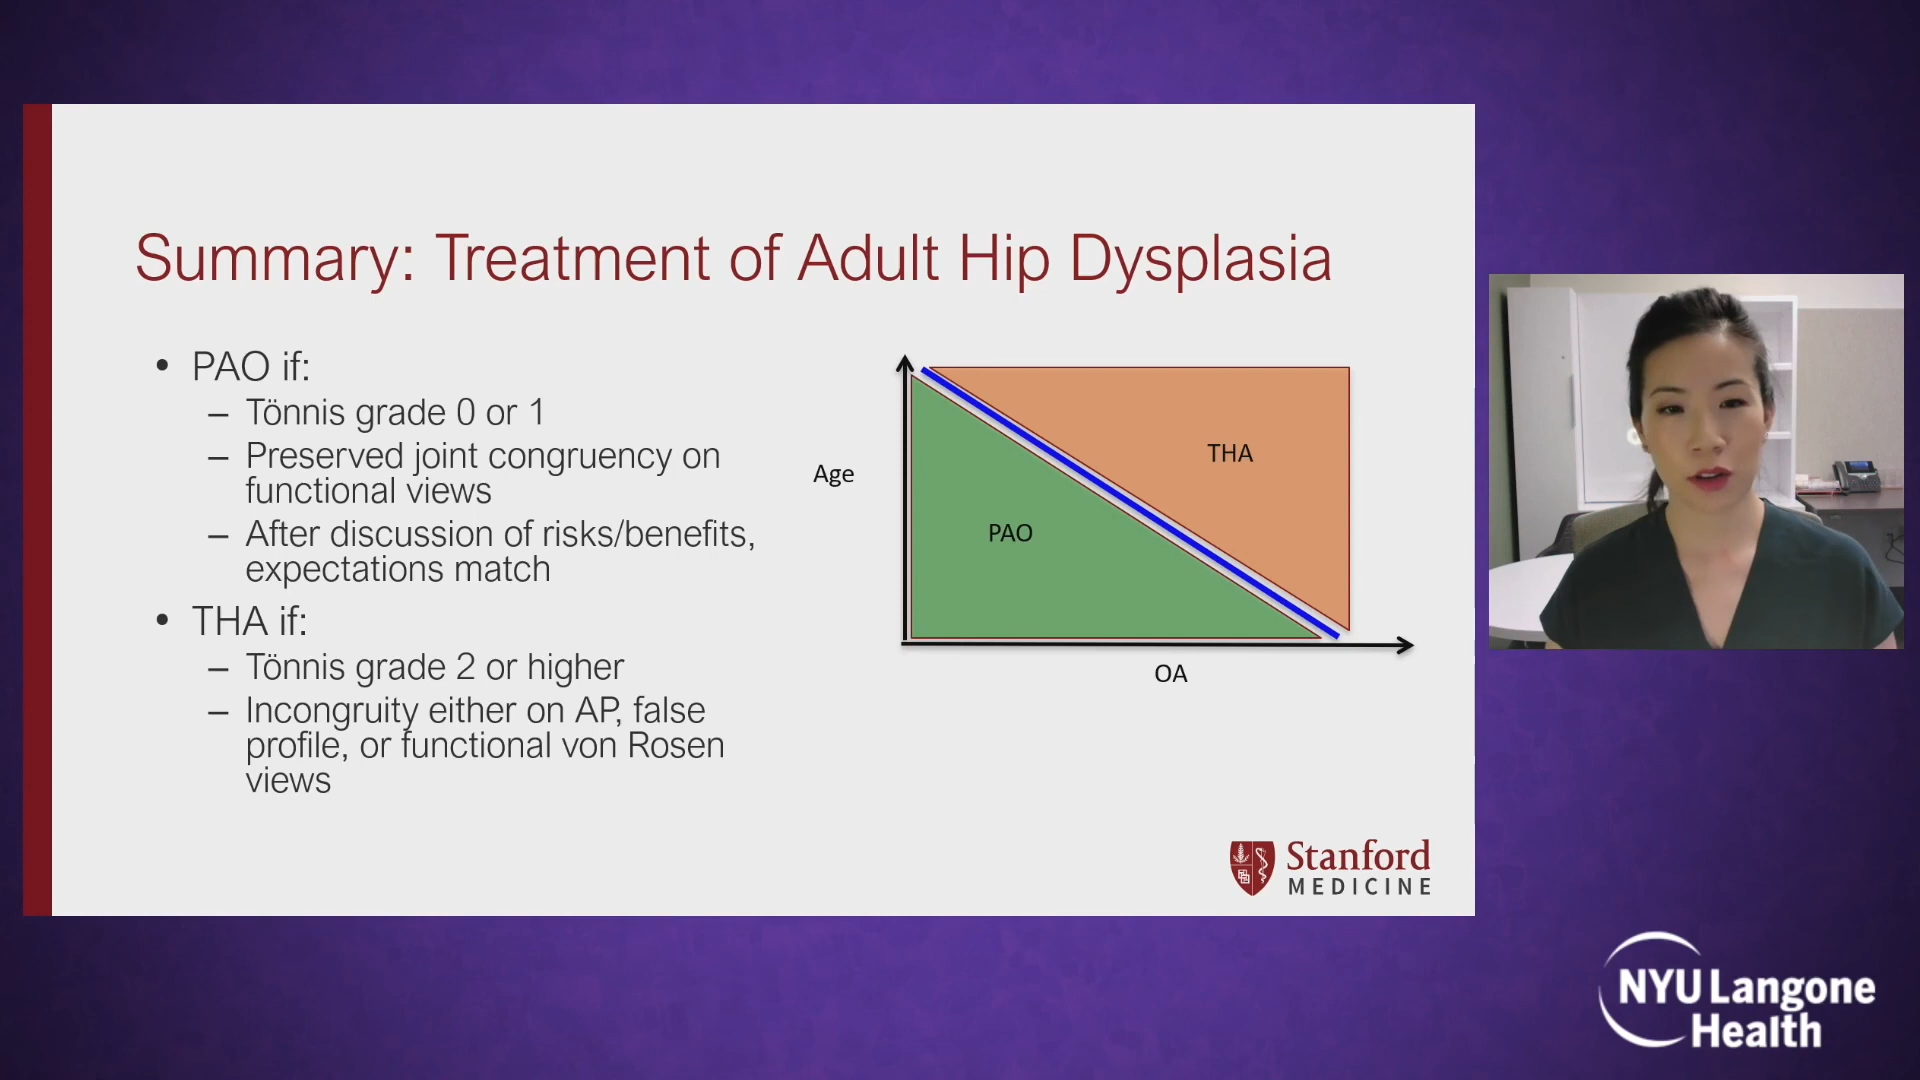 Summary: Treatment of Adult Hip Dysplasia
• PAO if:
– Tönnis grade 0 or 1
– Preserved joint congruency on
functional views
– After discussion of risks/benefits,
expectations match
• THA if:
– Tönnis grade 2 or higher
– Incongruity either on AP, false
profile, or functional von Rosen
views
Age
THA
PAO
OA
Stanford
MEDICINE
NYU Langone
Health